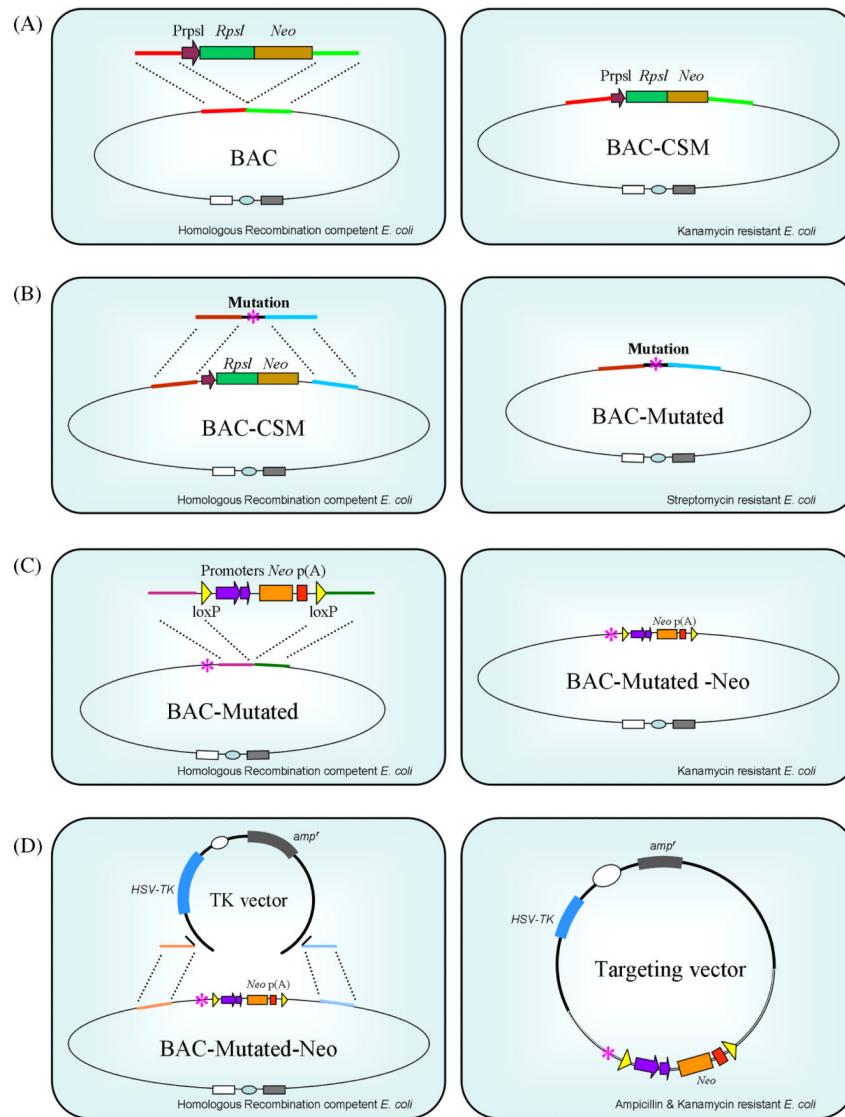 (A)
Prpsl
Rpsl
Neo
BAC
Homologous Recombination competent E. coli
Prpsl Rpsl Neo
BAC-CSM
Kanamycin resistant E. coli
(B)
Mutation
Rpsl Neo
BAC-CSM
Homologous Recombination competent E. coli
Mutation
BAC-Mutated
Streptomycin resistant E. coli
(C)
Promoters Neo p(A)
loxP loxP
BAC-Mutated
Homologous Recombination competent E. coli
Neo p(A)
BAC-Mutated -Neo
Kanamycin resistant E. coli
(D)
ampʳ
HSV-TK
TK vector
Neo p(A)
BAC-Mutated-Neo
Homologous Recombination competent E. coli
ampʳ
HSV-TK
Targeting vector
Neo
Ampicillin & Kanamycin resistant E. coli